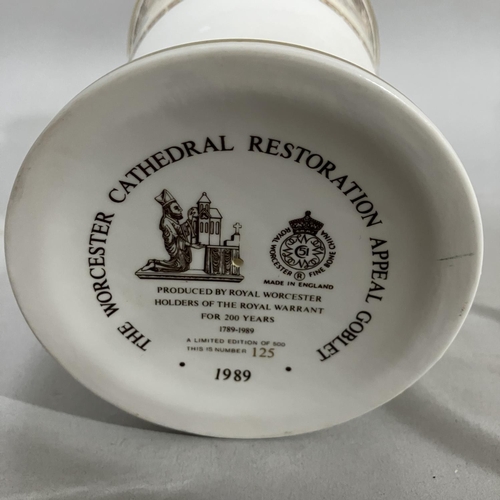 THE WORCESTER CATHEDRAL RESTORATION APPEAL GOBLET
ROYAL WORCESTER
FINE BONE CHINA
51
®
MADE IN ENGLAND
PRODUCED BY ROYAL WORCESTER
HOLDERS OF THE ROYAL WARRANT
FOR 200 YEARS
1789-1989
A LIMITED EDITION OF 500
THIS IS NUMBER 125
• 1989 •